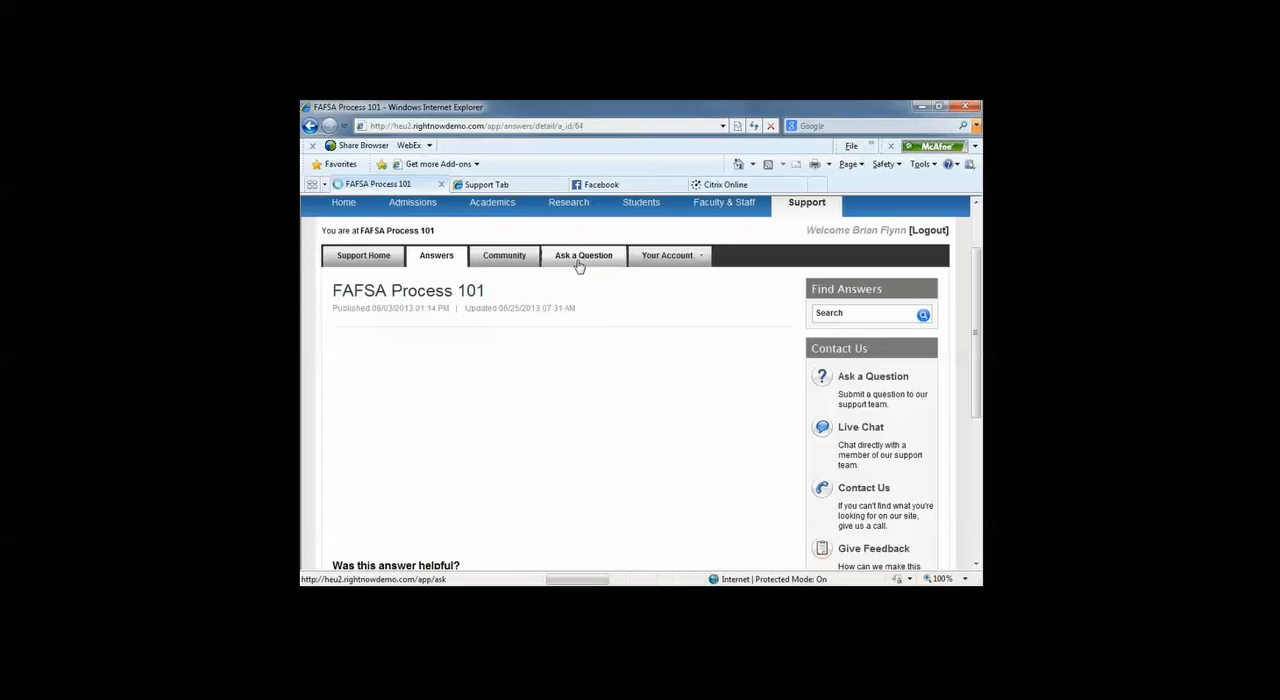 FAFSA Process 101 - Windows Internet Explorer
http://heu2.rightnowdemo.com/app/answers/detail/a_id/64
Google
Share Browser WebEx
File
McAfee
Favorites
Get more Add-ons
Page Safety Tools
FAFSA Process 101
Support Tab
Facebook
Citrix Online
Home Admissions Academics Research Students Faculty & Staff Support
You are at FAFSA Process 101
Welcome Brian Flynn [Logout]
Support Home Answers Community Ask a Question Your Account
FAFSA Process 101
Published 06/03/2013 01:14 PM | Updated 06/25/2013 07:31 AM
Find Answers
Search
Contact Us
Ask a Question
Submit a question to our
support team.
Live Chat
Chat directly with a
member of our support
team.
Contact Us
If you can't find what you're
looking for on our site,
give us a call.
Give Feedback
How can we make this
Was this answer helpful?
http://heu2.rightnowdemo.com/app/ask
Internet | Protected Mode: On
100%